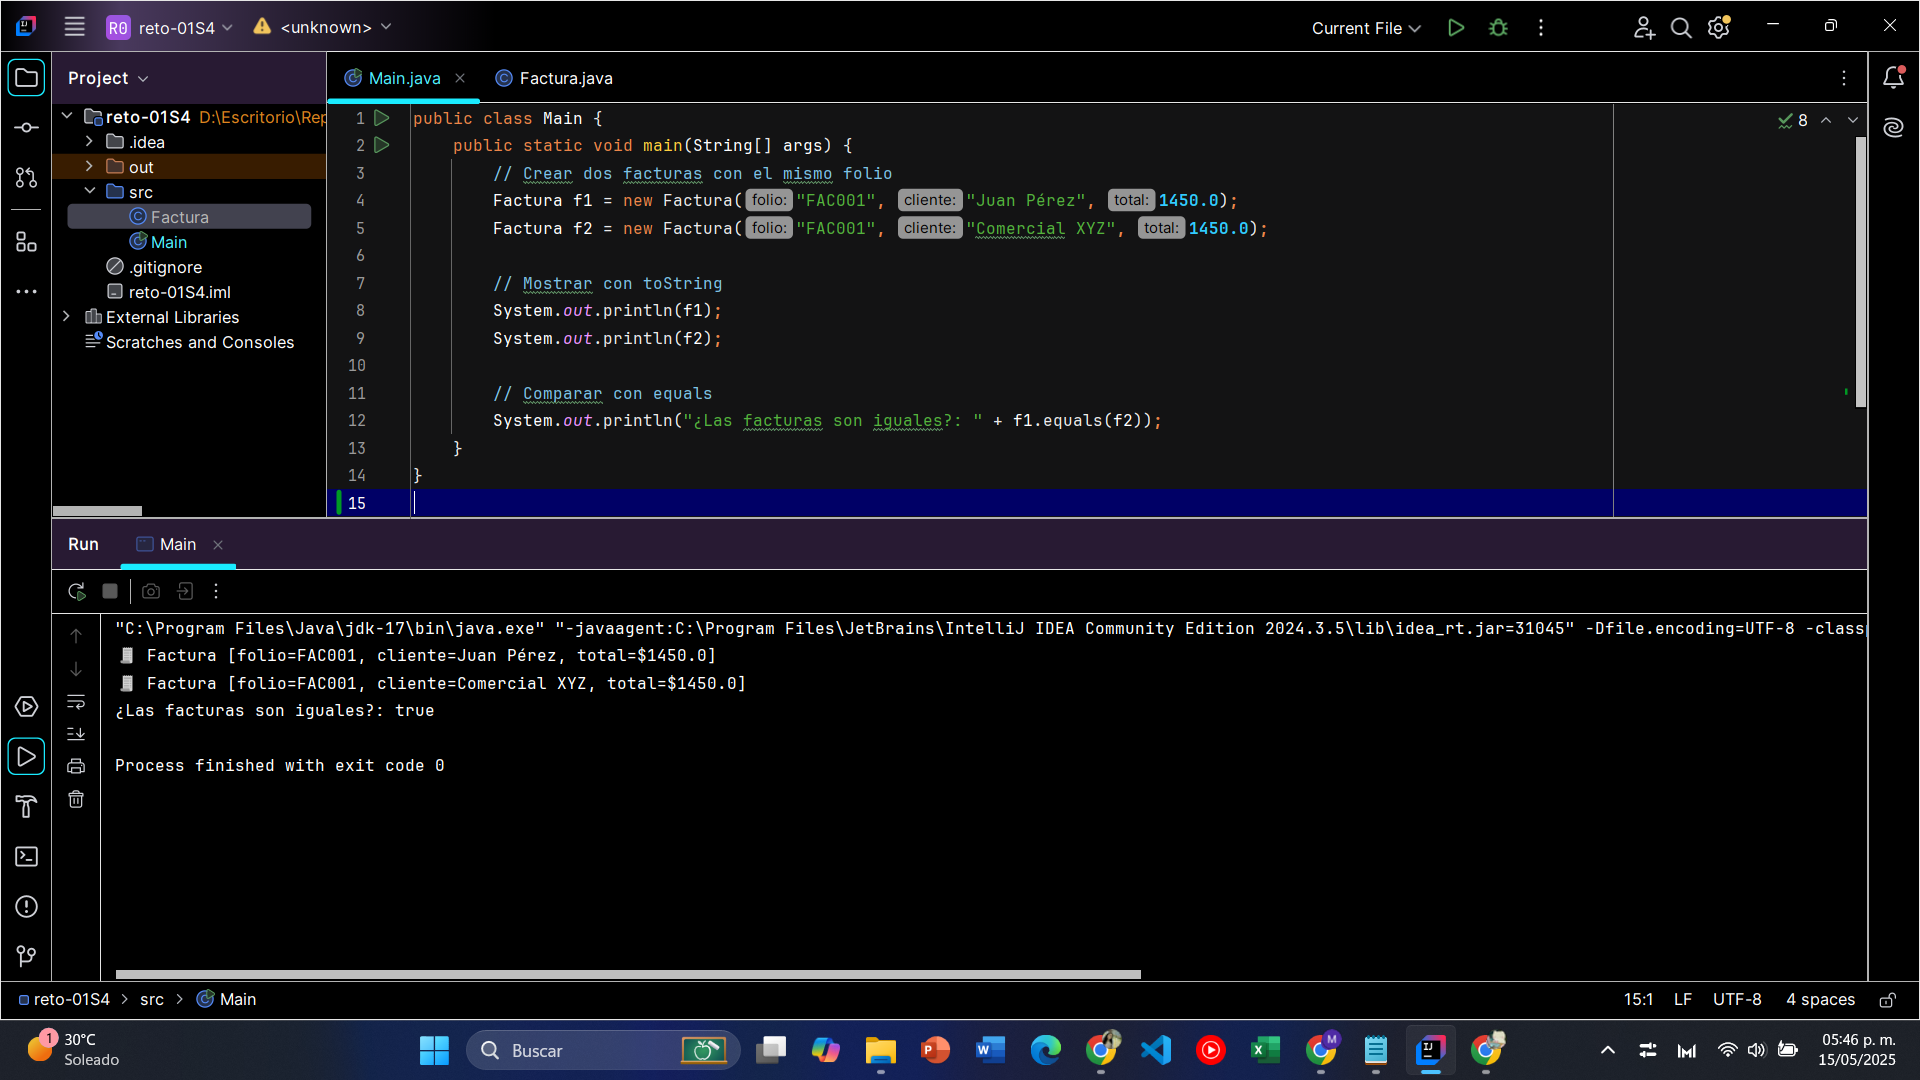 R0 reto-01S4 <unknown> Current File
Project Main.java Factura.java
reto-01S4 D:\Escritorio\Rep
.idea
out
src
Factura
Main
.gitignore
reto-01S4.iml
External Libraries
Scratches and Consoles
8
1 public class Main {
2 public static void main(String[] args) {
3 // Crear dos facturas con el mismo folio
4 Factura f1 = new Factura( folio: "FAC001", cliente: "Juan Pérez", total: 1450.0);
5 Factura f2 = new Factura( folio: "FAC001", cliente: "Comercial XYZ", total: 1450.0);
6
7 // Mostrar con toString
8 System.out.println(f1);
9 System.out.println(f2);
10
11 // Comparar con equals
12 System.out.println("¿Las facturas son iguales?: " + f1.equals(f2));
13 }
14 }
15
Run Main
"C:\Program Files\Java\jdk-17\bin\java.exe" "-javaagent:C:\Program Files\JetBrains\IntelliJ IDEA Community Edition 2024.3.5\lib\idea_rt.jar=31045" -Dfile.encoding=UTF-8 -class
Factura [folio=FAC001, cliente=Juan Pérez, total=$1450.0]
Factura [folio=FAC001, cliente=Comercial XYZ, total=$1450.0]
¿Las facturas son iguales?: true
Process finished with exit code 0
reto-01S4 > src > Main 15:1 LF UTF-8 4 spaces
1 30°C
Soleado
Buscar
05:46 p. m.
15/05/2025